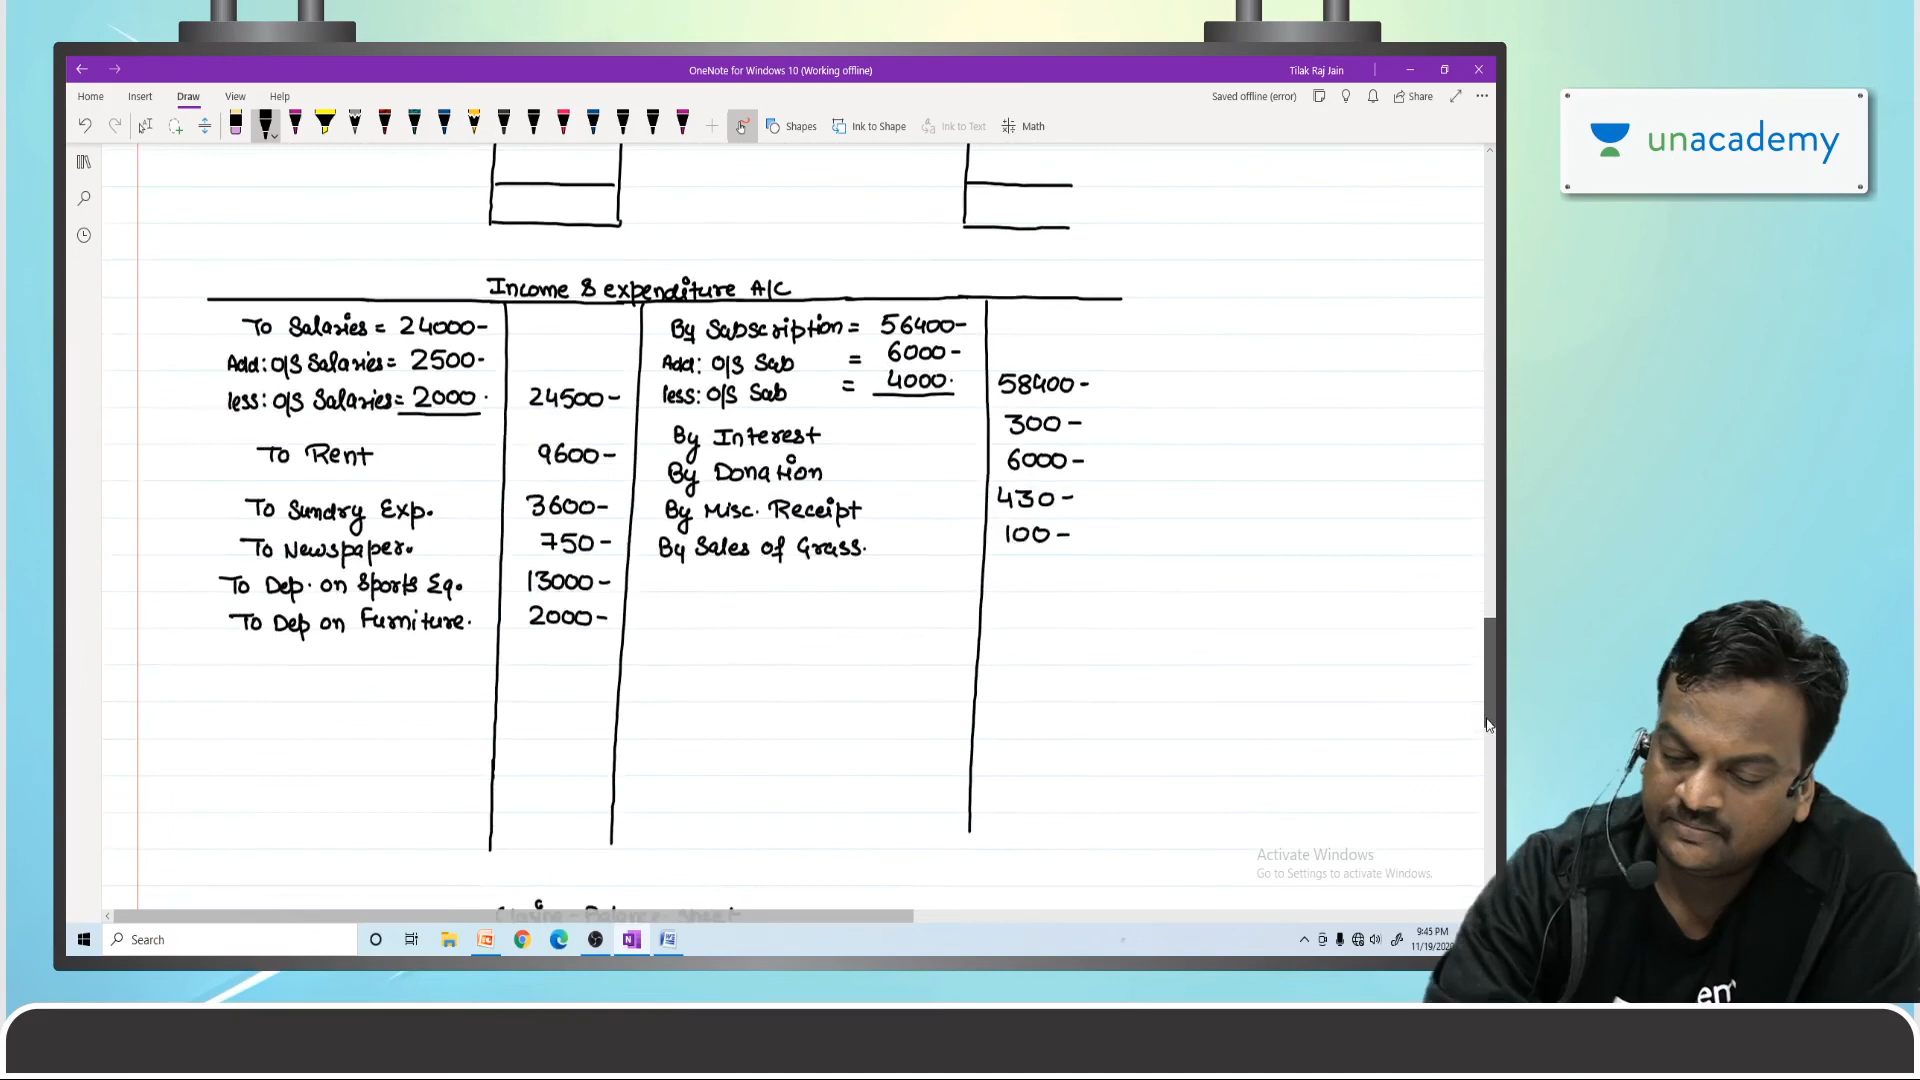 OneNote for Windows 10 (Working offline)
Tilak Raj Jain
Home Insert Draw View Help
Saved offline (error)
Share
Shapes
Ink to Shape
Ink to Text
Math
unacademy
Income & expenditure A/C
To Salaries = 24000-
Add: O/S Salaries = 2500-
less: O/S Salaries = 2000.
24500-
To Rent 9600-
To Sundry Exp. 3600-
To Newspaper. 750-
To Dep. on Sports Eq. 13000-
To Dep on Furniture. 2000-
By Subscription = 56400-
Add: O/S Sub = 6000-
less: O/S Sub = 4000.
58400-
By Interest 300-
By Donation 6000-
By Misc. Receipt 430-
By Sales of Grass. 100-
Activate Windows
Go to Settings to activate Windows.
Closing - Balance Sheet
Search
9:45 PM
em